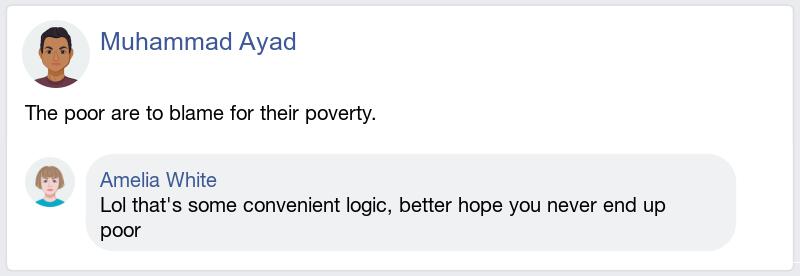 Muhammad Ayad
The poor are to blame for their poverty.
Amelia White
Lol that's some convenient logic, better hope you never end up
poor